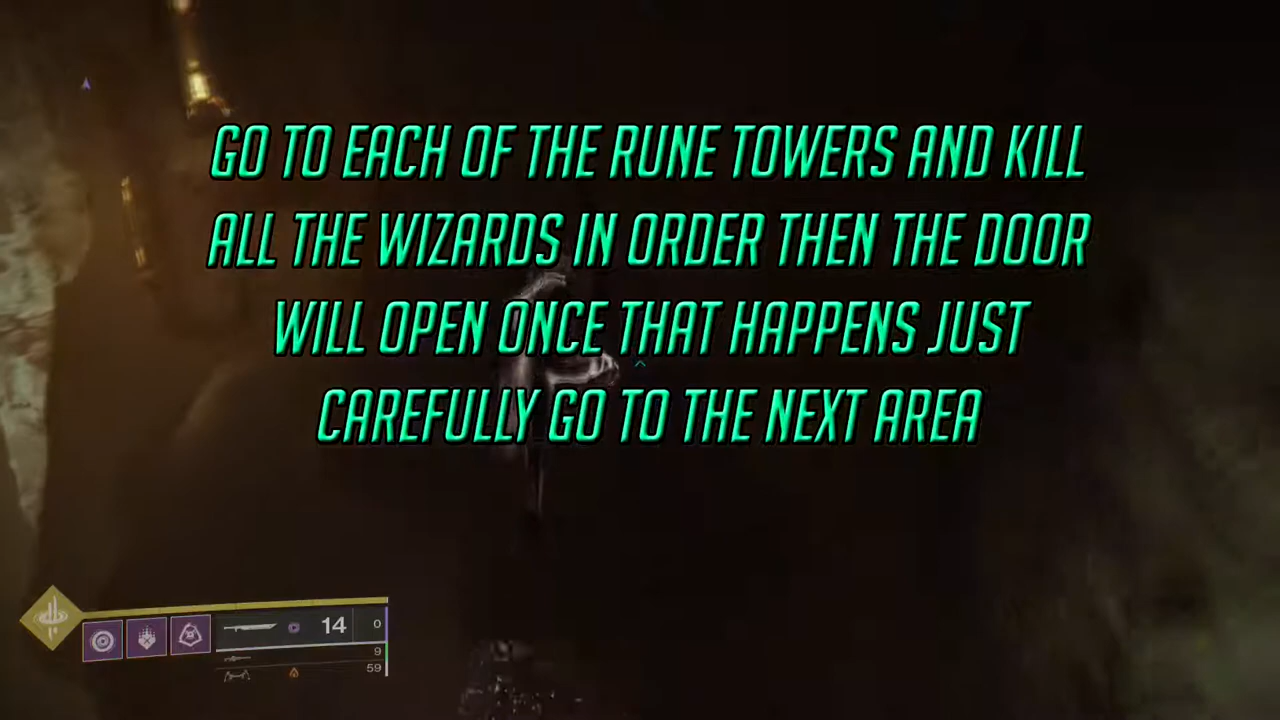 GO TO EACH OF THE RUNE TOWERS AND KILL
ALL THE WIZARDS IN ORDER THEN THE DOOR
WILL OPEN ONCE THAT HAPPENS JUST
CAREFULLY GO TO THE NEXT AREA
14 0
9
59